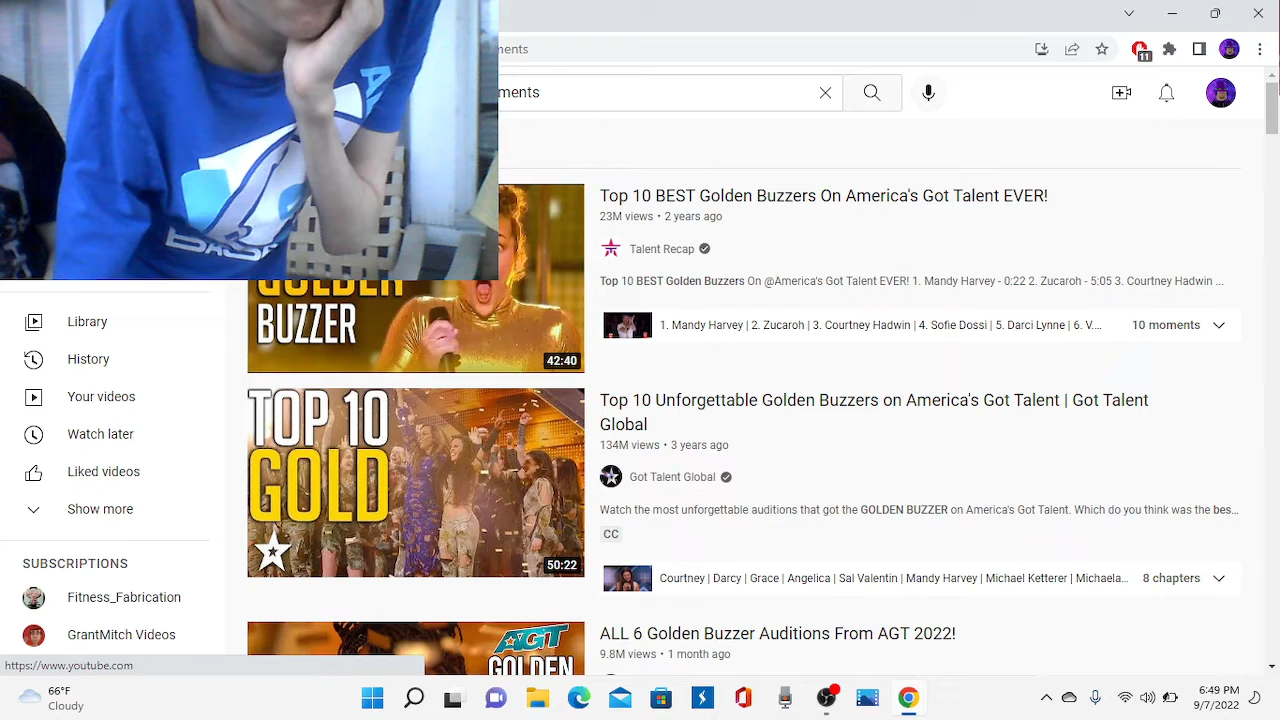 ments
11
ments
Top 10 BEST Golden Buzzers On America's Got Talent EVER!
23M views • 2 years ago
Talent Recap
Top 10 BEST Golden Buzzers On @America's Got Talent EVER! 1. Mandy Harvey - 0:22 2. Zucaroh - 5:05 3. Courtney Hadwin ...
1. Mandy Harvey | 2. Zucaroh | 3. Courtney Hadwin | 4. Sofie Dossi | 5. Darci Lynne | 6. V...
10 moments
GOLDEN
BUZZER
42:40
Library
History
Your videos
Watch later
Liked videos
Show more
SUBSCRIPTIONS
Fitness_Fabrication
GrantMitch Videos
TOP 10
GOLD
50:22
Top 10 Unforgettable Golden Buzzers on America's Got Talent | Got Talent
Global
134M views • 3 years ago
Got Talent Global
Watch the most unforgettable auditions that got the GOLDEN BUZZER on America's Got Talent. Which do you think was the bes...
CC
Courtney | Darcy | Grace | Angelica | Sal Valentin | Mandy Harvey | Michael Ketterer | Michaela...
8 chapters
AGT
GOLDEN
ALL 6 Golden Buzzer Auditions From AGT 2022!
9.8M views • 1 month ago
https://www.youtube.com
66°F
Cloudy
6:49 PM
9/7/2022